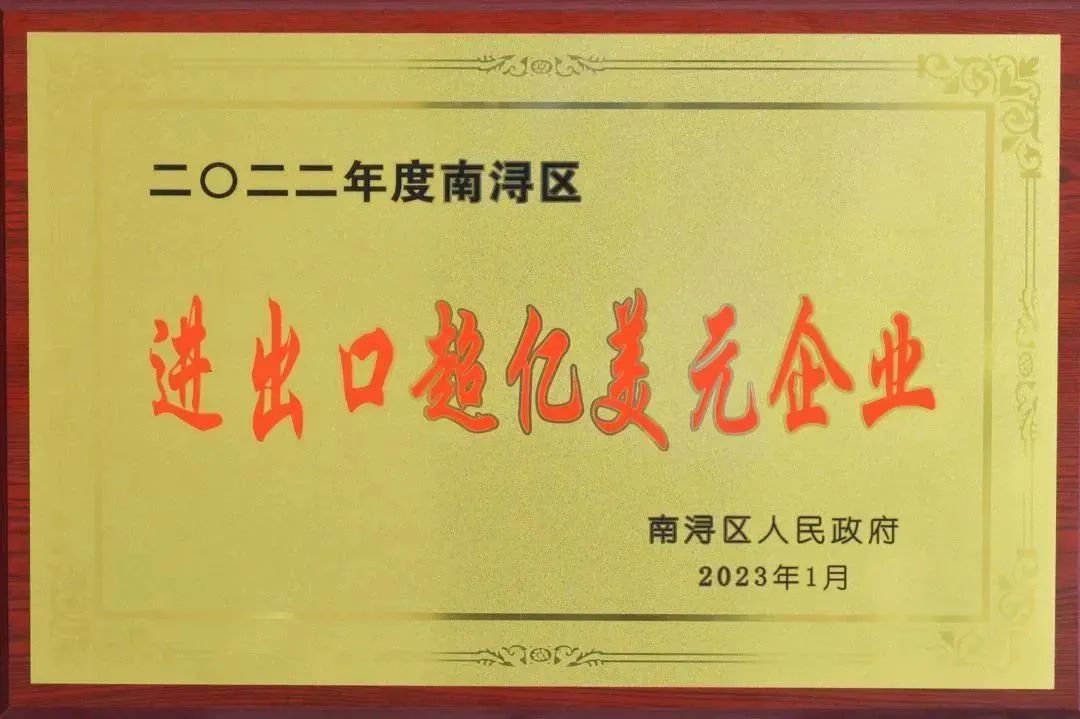 二〇二二年度南浔区
进出口超亿美元企业
南浔区人民政府
2023年1月